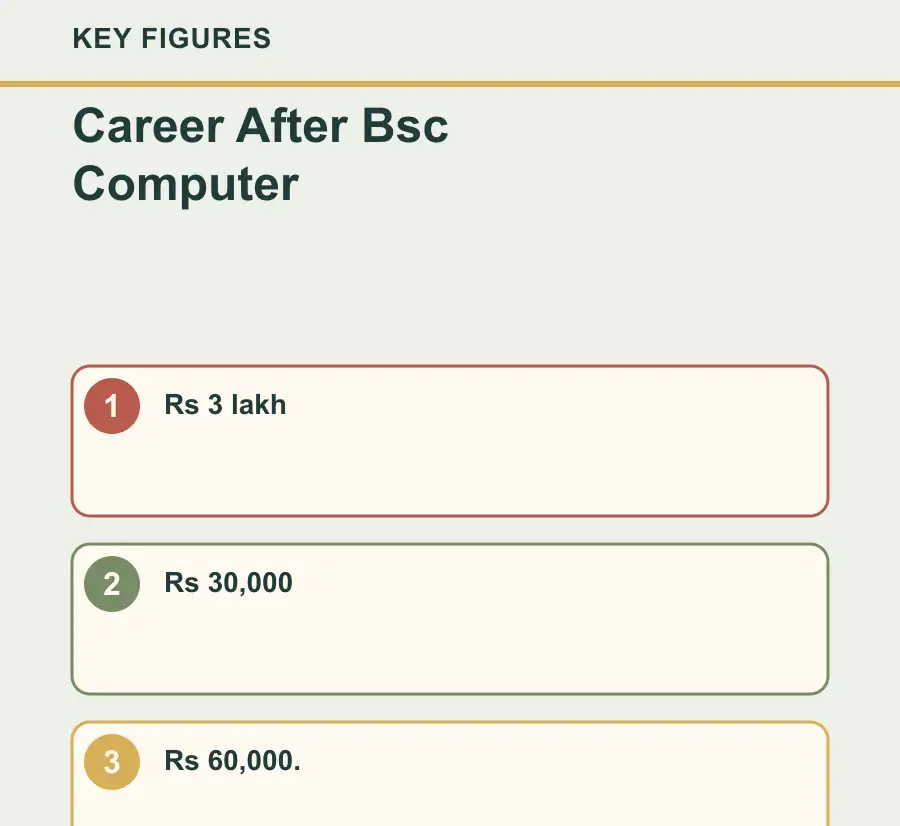 KEY FIGURES
Career After Bsc
Computer
1 Rs 3 lakh
2 Rs 30,000
3 Rs 60,000.